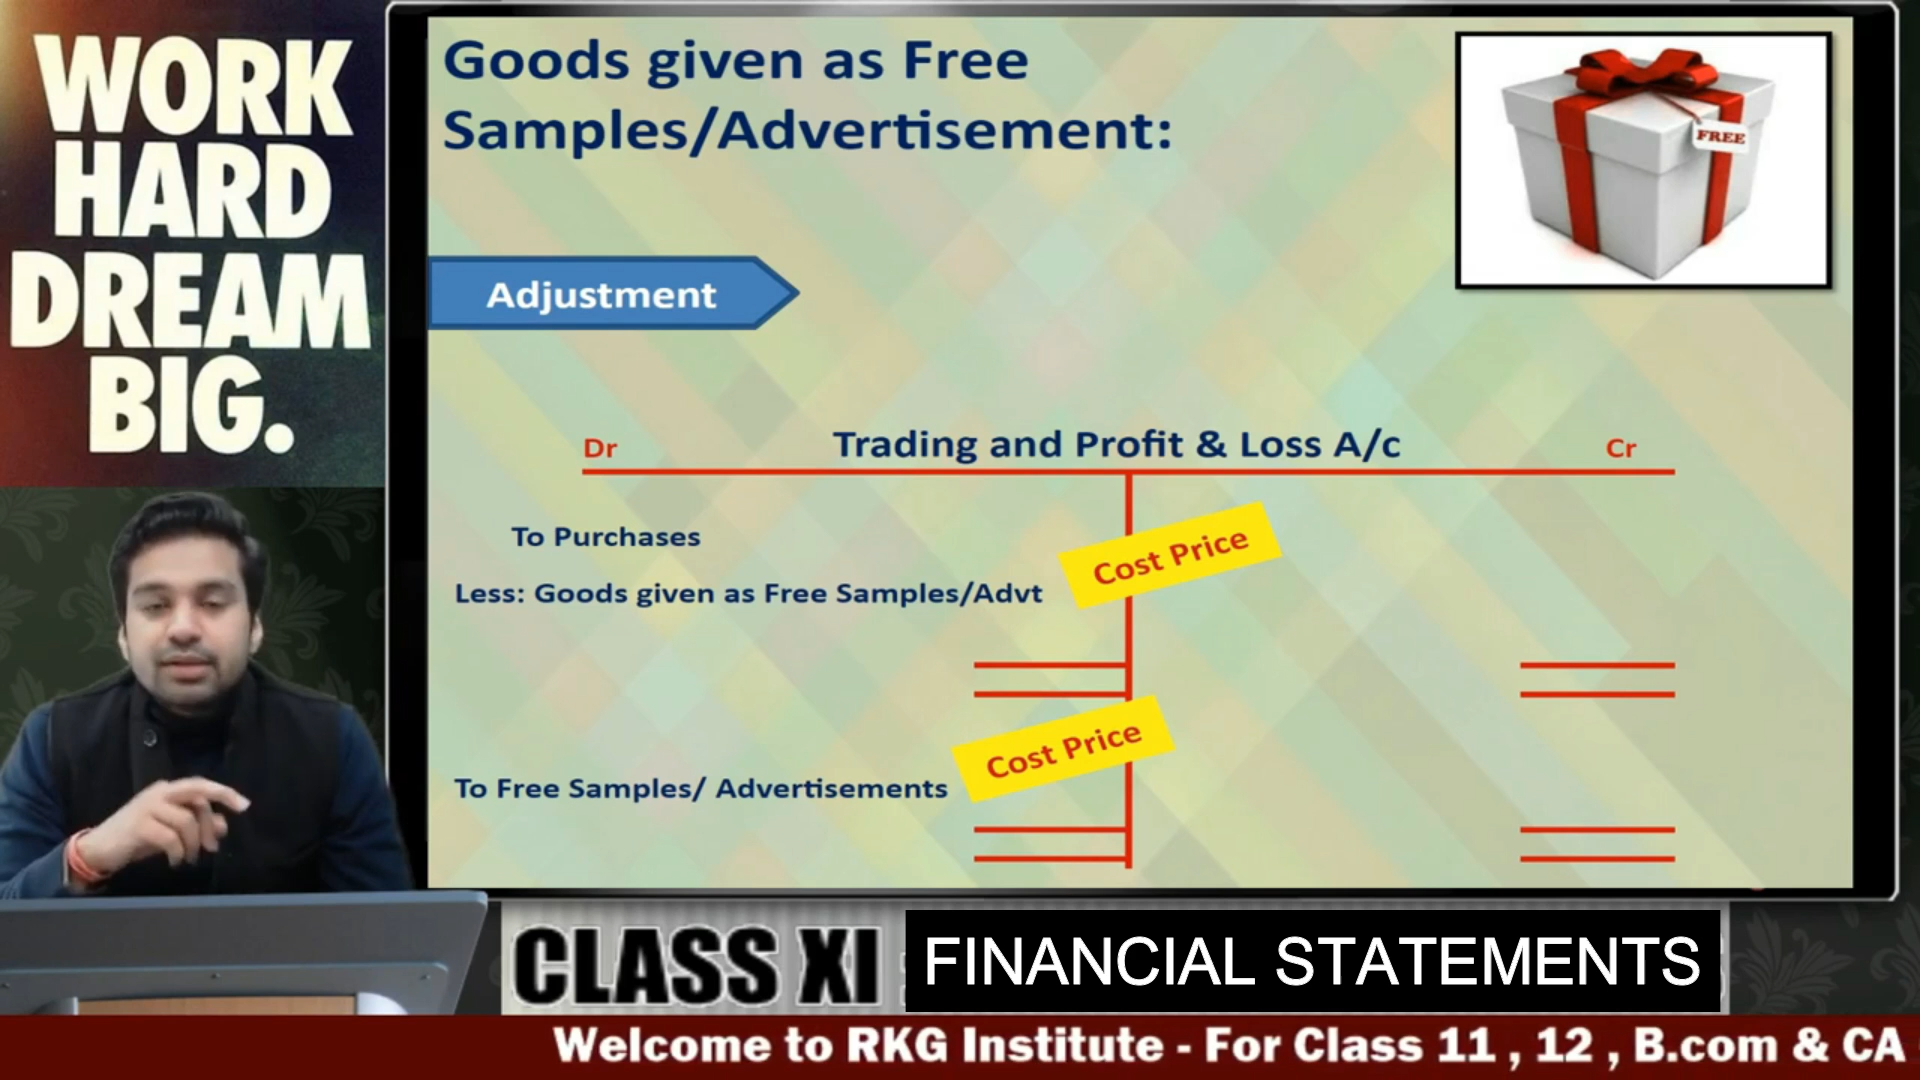 WORK
HARD
DREAM
BIG.
Goods given as Free
Samples/Advertisement:
FREE
Adjustment
Dr
Trading and Profit & Loss A/c
Cr
To Purchases
Cost Price
Less: Goods given as Free Samples/Advt
Cost Price
To Free Samples/ Advertisements
CLASS XI
FINANCIAL STATEMENTS
Welcome to RKG Institute - For Class 11 , 12 , B.com & CA